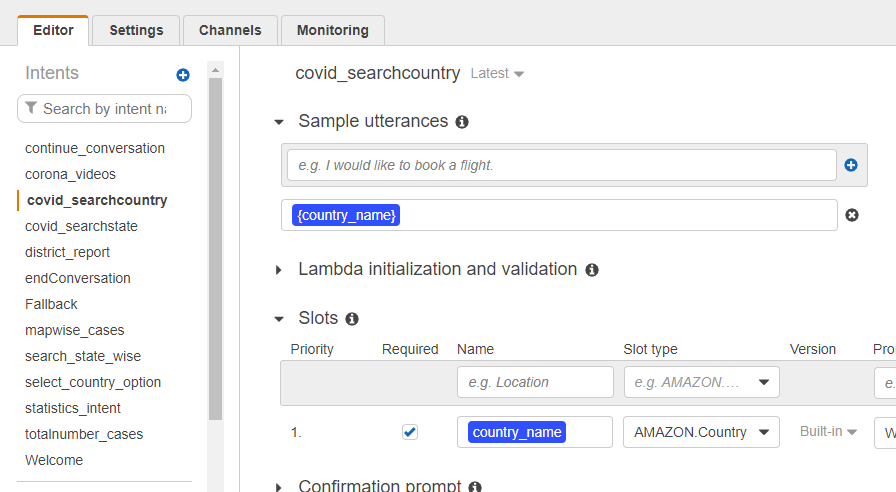 Editor Settings Channels Monitoring
Intents
Search by intent na
continue_conversation
corona_videos
covid_searchcountry
covid_searchstate
district_report
endConversation
Fallback
mapwise_cases
search_state_wise
select_country_option
statistics_intent
totalnumber_cases
Welcome
covid_searchcountry Latest
Sample utterances
e.g. I would like to book a flight.
{country_name}
Lambda initialization and validation
Slots
Priority Required Name Slot type Version Pro
e.g. Location e.g. AMAZON.... e.
1. country_name AMAZON.Country Built-in W
Confirmation prompt